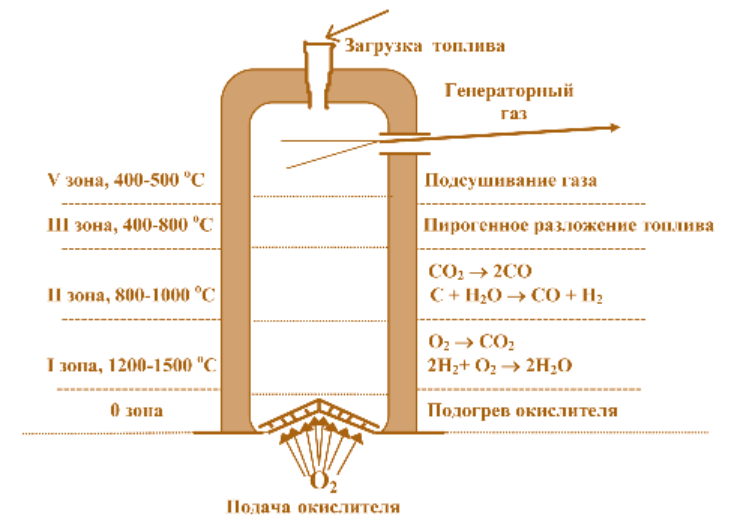 Загрузка топлива
Генераторный
газ
V зона, 400-500 °С
Подсушивание газа
III зона, 400-800 °С
Пирогенное разложение топлива
CO₂ → 2CO
II зона, 800-1000 °С
C + H₂O → CO + H₂
O₂ → CO₂
I зона, 1200-1500 °С
2H₂+ O₂ → 2H₂O
0 зона
Подогрев окислителя
O₂
Подача окислителя